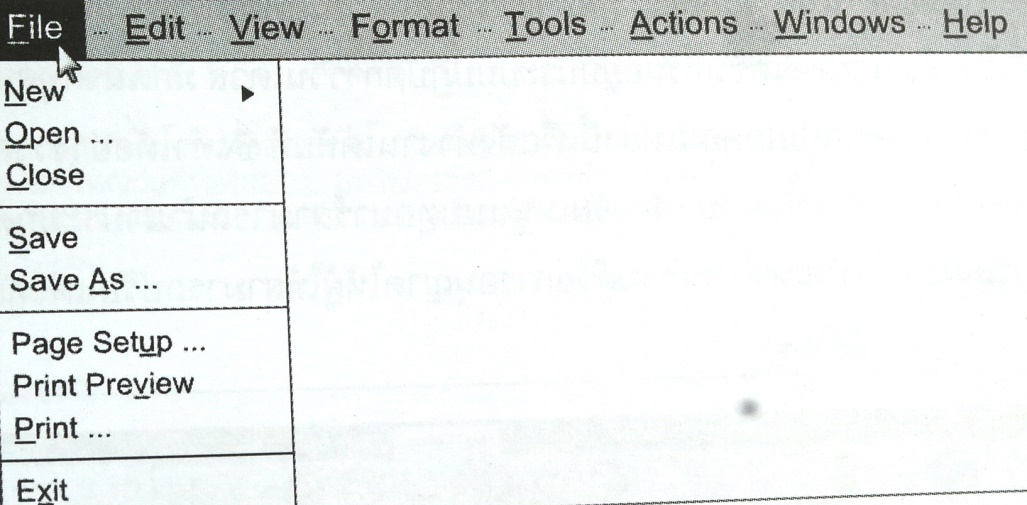 File ... Edit ... View ... Format ... Tools ... Actions ... Windows ... Help
New ▶
Open ...
Close
Save
Save As ...
Page Setup ...
Print Preview
Print ...
Exit